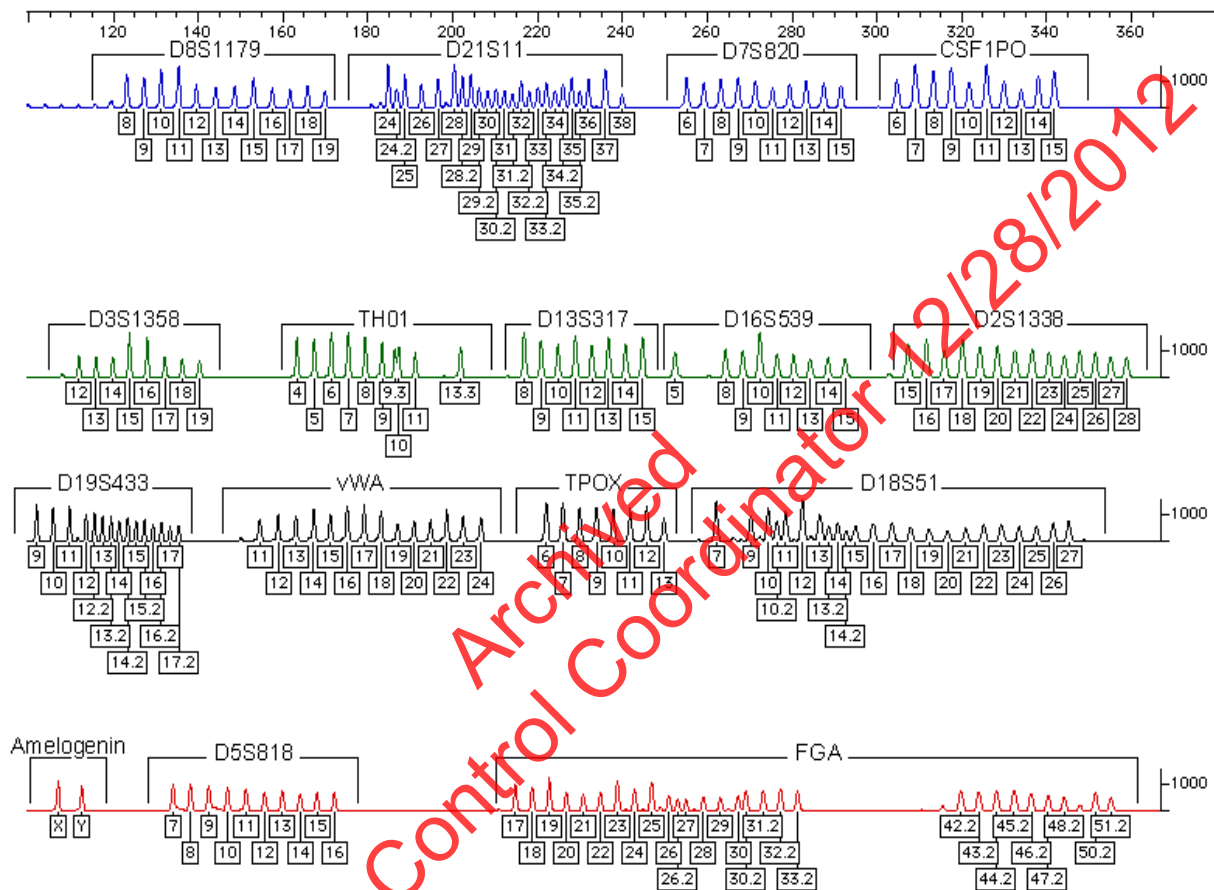 120 140 160 180 200 220 240 260 280 300 320 340 360
D8S1179 D21S11 D7S820 CSF1PO
1000
8 10 12 14 16 18 24 26 28 30 32 34 36 38 6 8 10 12 14 6 8 10 12 14
9 11 13 15 17 19 24.2 27 29 31 33 35 37 7 9 11 13 15 7 9 11 13 15
25 28.2 31.2 34.2
29.2 32.2 35.2
30.2 33.2
D3S1358 TH01 D13S317 D16S539 D2S1338
1000
12 14 16 18 4 6 8 9.3 13.3 8 10 12 14 5 8 10 12 14 15 17 19 21 23 25 27
13 15 17 19 5 7 9 11 9 11 13 15 9 11 13 15 16 18 20 22 24 26 28
10
D19S433 vWA TPOX D18S51
1000
9 11 13 15 17 11 13 15 17 19 21 23 6 8 10 12 7 9 11 13 15 17 19 21 23 25 27
10 12 14 16 12 14 16 18 20 22 24 7 9 11 13 10 12 14 16 18 20 22 24 26
12.2 15.2 10.2 13.2
13.2 16.2 14.2
14.2 17.2
Amelogenin D5S818 FGA
1000
X Y 7 9 11 13 15 17 19 21 23 25 27 29 31.2 42.2 45.2 48.2 51.2
8 10 12 14 16 18 20 22 24 26 28 30 32.2 43.2 46.2 50.2
26.2 30.2 33.2 44.2 47.2
Archived
Control Coordinator 12/28/2012